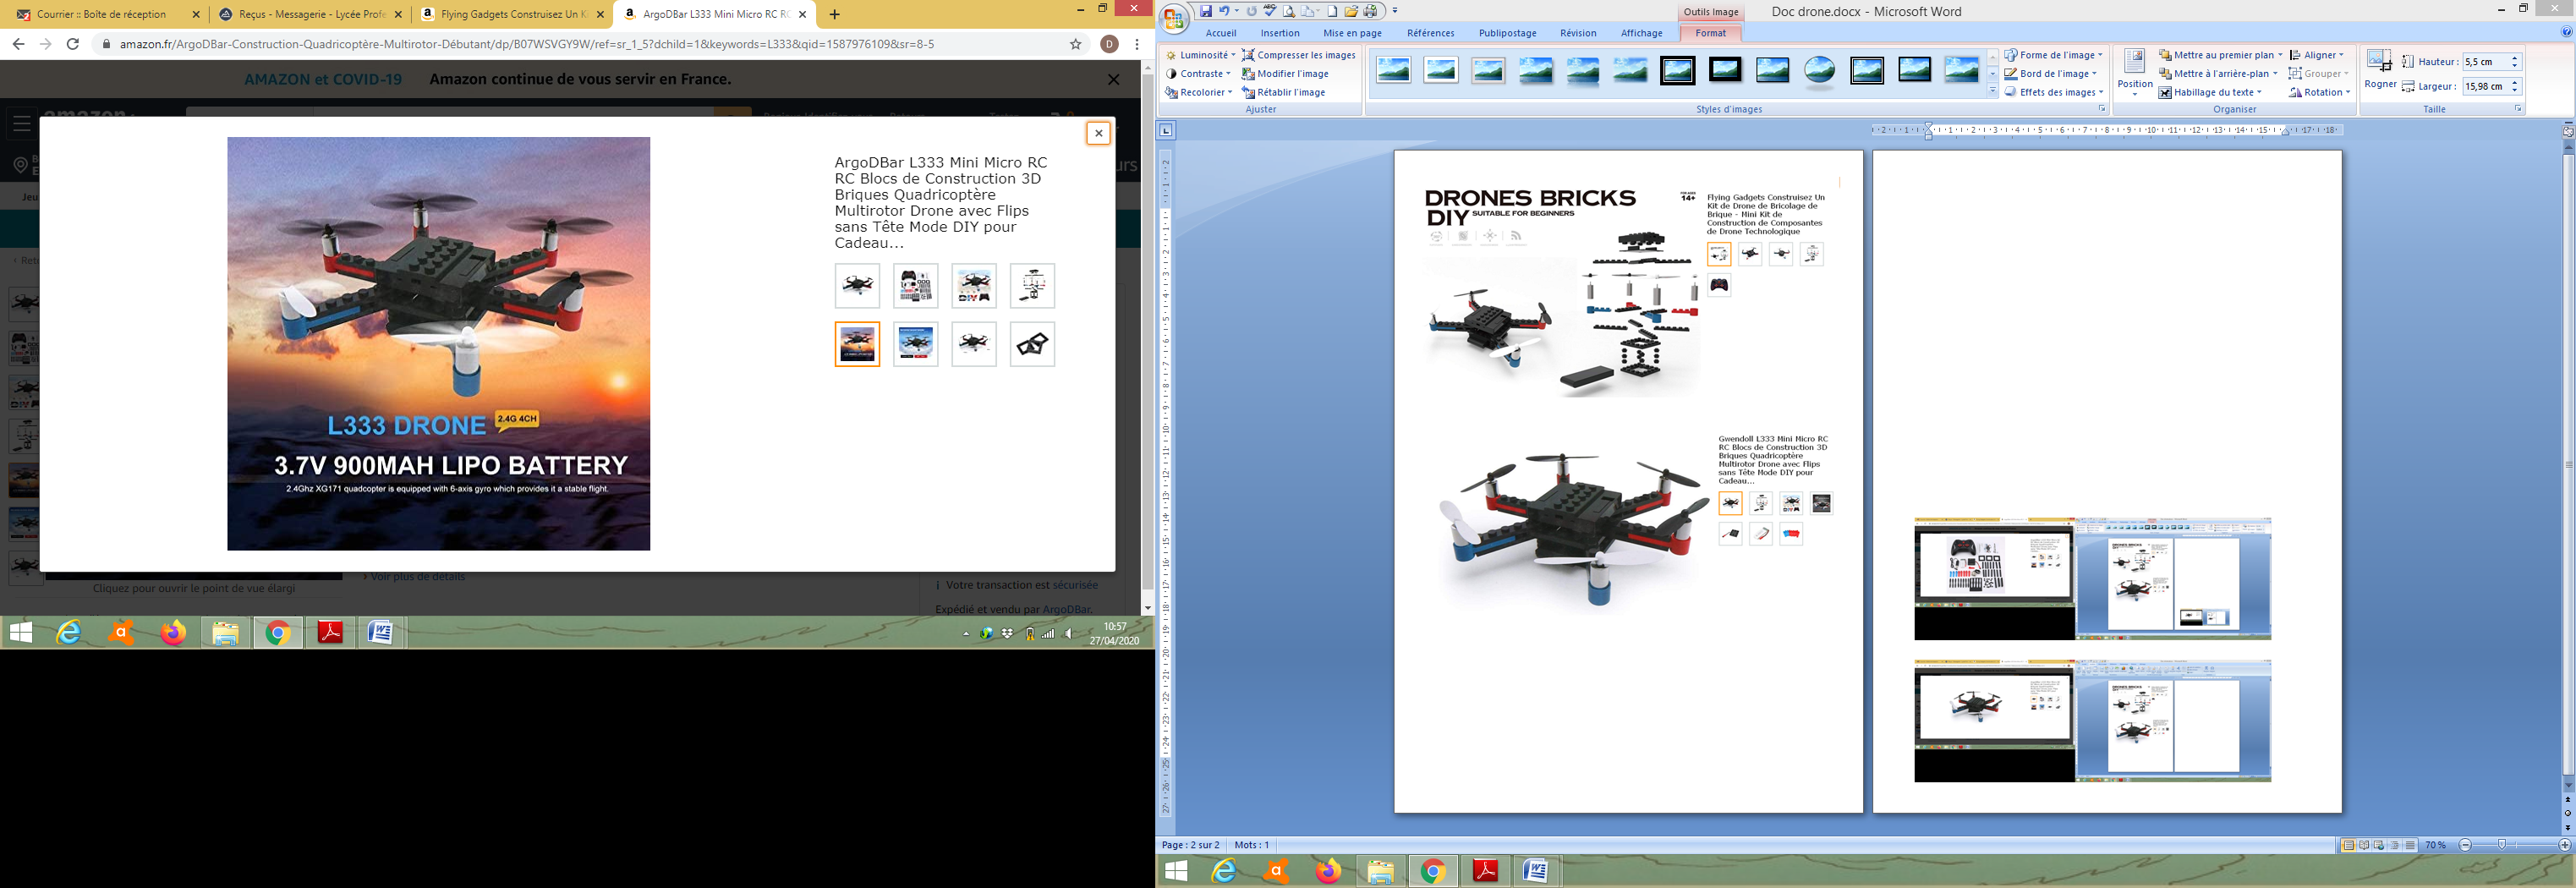 Courrier :: Boîte de réception
Reçus - Messagerie - Lycée Profe
Flying Gadgets Construisez Un Ki
ArgoDBar L333 Mini Micro RC RC
amazon.fr/ArgoDBar-Construction-Quadricoptère-Multirotor-Débutant/dp/B07WSVGY9W/ref=sr_1_5?dchild=1&keywords=L333&qid=1587976109&sr=8-5
D
AMAZON et COVID-19 Amazon continue de vous servir en France.
ArgoDBar L333 Mini Micro RC
RC Blocs de Construction 3D
Briques Quadricoptère
Multirotor Drone avec Flips
sans Tête Mode DIY pour
Cadeau...
L333 DRONE 2.4G 4CH
3.7V 900MAH LIPO BATTERY
2.4Ghz XG171 quadcopter is equipped with 6-axis gyro which provides it a stable flight.
Cliquez pour ouvrir le point de vue élargi
› Voir plus de détails
Votre transaction est sécurisée
Expédié et vendu par ArgoDBar.
10:57
27/04/2020
Outils Image
Doc drone.docx - Microsoft Word
Accueil Insertion Mise en page Références Publipostage Révision Affichage Format
Luminosité Compresser les images
Contraste Modifier l'image
Recolorier Rétablir l'image
Ajuster
Styles d'images
Forme de l'image
Bord de l'image
Effets des images
Position
Mettre au premier plan Aligner
Mettre à l'arrière-plan Grouper
Habillage du texte Rotation
Organiser
Rogner
Hauteur : 5,5 cm
Largeur : 15,98 cm
Taille
DRONES BRICKS
DIY SUITABLE FOR BEGINNERS
FOR AGES
14+
Flying Gadgets Construisez Un
Kit de Drone de Bricolage de
Brique - Mini Kit de
Construction de Composantes
de Drone Technologique
Gwendoll L333 Mini Micro RC
RC Blocs de Construction 3D
Briques Quadricoptère
Multirotor Drone avec Flips
sans Tête Mode DIY pour
Cadeau...
Page : 2 sur 2 Mots : 1
70 %